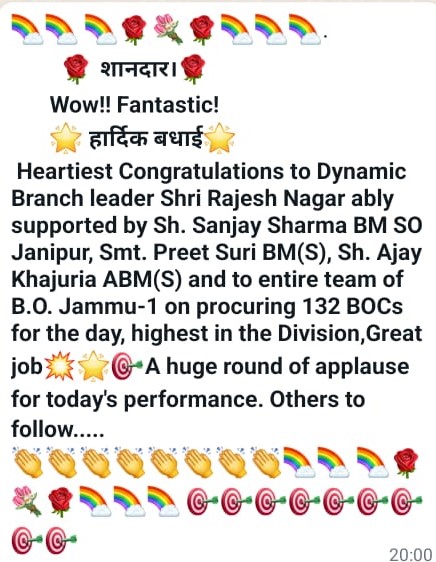 🌈🌈🌈🌹💐🌹🌈🌈🌈.
🌹 शानदार।🌹
Wow!! Fantastic!
🌟 हार्दिक बधाई🌟
Heartiest Congratulations to Dynamic
Branch leader Shri Rajesh Nagar ably
supported by Sh. Sanjay Sharma BM SO
Janipur, Smt. Preet Suri BM(S), Sh. Ajay
Khajuria ABM(S) and to entire team of
B.O. Jammu-1 on procuring 132 BOCs
for the day, highest in the Division,Great
job💥🌟🎯A huge round of applause
for today's performance. Others to
follow.....
👏👏👏👏👏👏👏👏🌈🌈🌈🌹
💐🌹🌈🌈🌈🎯🎯🎯🎯🎯🎯🎯
🎯🎯
20:00